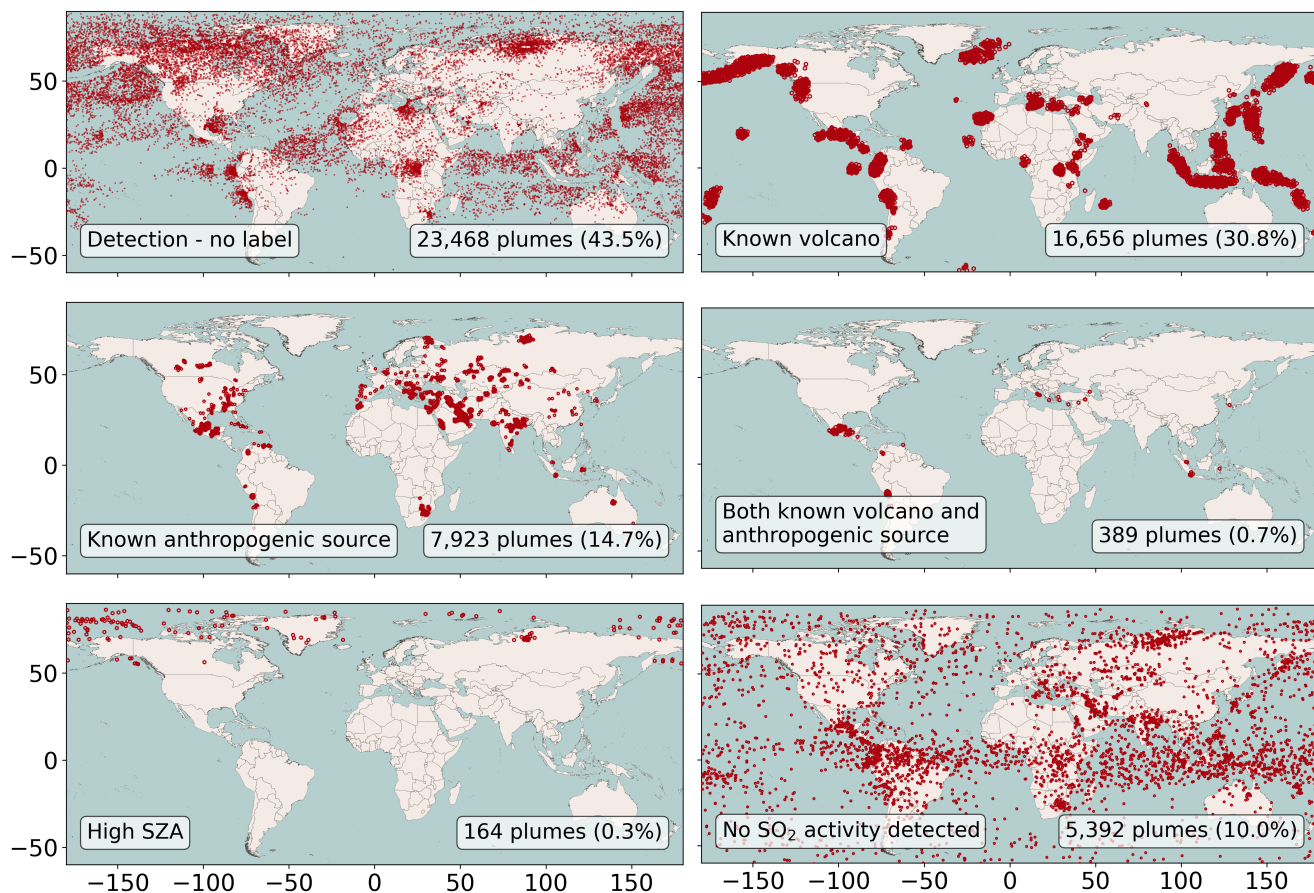 50
0
−50
Detection - no label
23,468 plumes (43.5%)
Known volcano
16,656 plumes (30.8%)
50
0
−50
Known anthropogenic source
7,923 plumes (14.7%)
Both known volcano and
anthropogenic source
389 plumes (0.7%)
50
0
−50
High SZA
164 plumes (0.3%)
No SO₂ activity detected
5,392 plumes (10.0%)
−150 −100 −50 0 50 100 150
−150 −100 −50 0 50 100 150